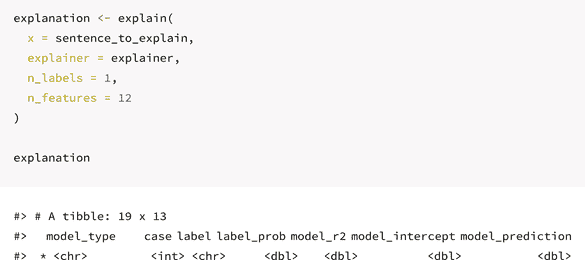 explanation <- explain(
  x = sentence_to_explain,
  explainer = explainer,
  n_labels = 1,
  n_features = 12
)
explanation
#> # A tibble: 19 x 13
#>   model_type    case label label_prob model_r2 model_intercept model_prediction
#> * <chr>         <int> <chr>      <dbl>    <dbl>           <dbl>            <dbl>